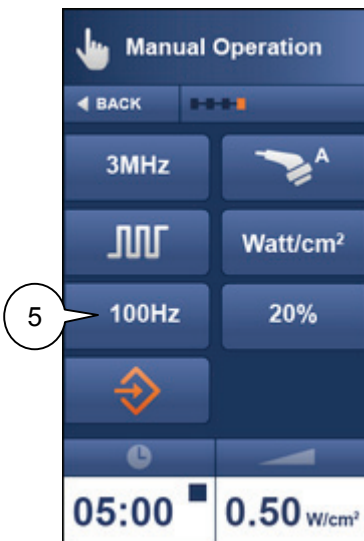 Manual Operation
BACK
3MHz
A
Watt/cm²
5
100Hz
20%
05:00
0.50 W/cm²